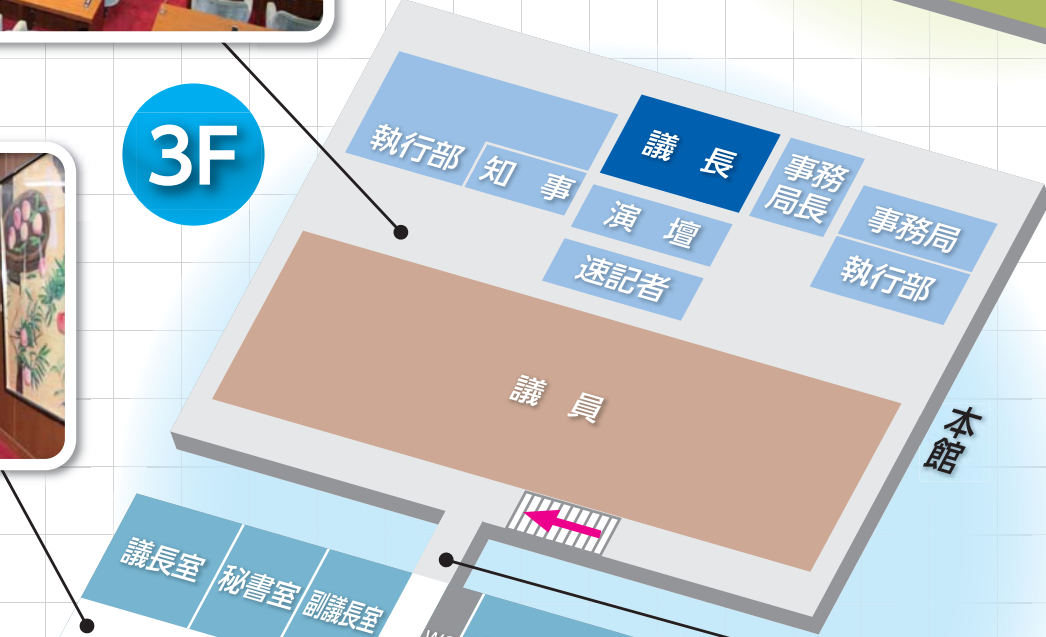 3F
執行部
知 事
議 長
事務
局長
演 壇
事務局
速記者
執行部
議 員
本館
議長室
秘書室
副議長室